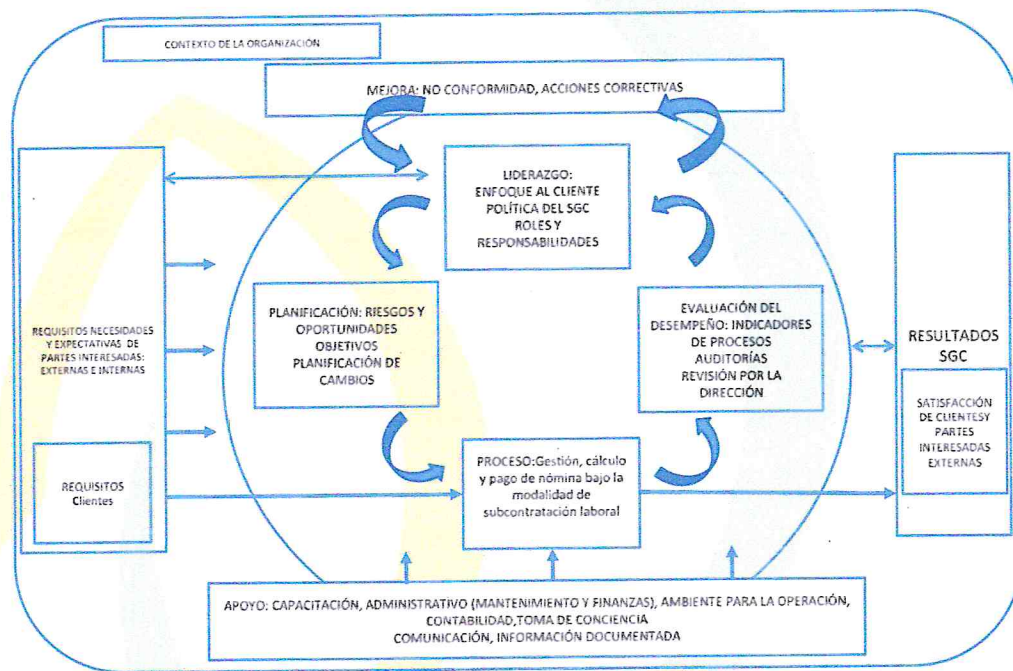 CONTEXTO DE LA ORGANIZACIÓN
MEJORA: NO CONFORMIDAD, ACCIONES CORRECTIVAS
LIDERAZGO:
ENFOQUE AL CLIENTE
POLÍTICA DEL SGC
ROLES Y
RESPONSABILIDADES
REQUISITOS NECESIDADES
Y EXPECTATIVAS DE
PARTES INTERESADAS:
EXTERNAS E INTERNAS
REQUISITOS
Clientes
PLANIFICACIÓN: RIESGOS Y
OPORTUNIDADES
OBJETIVOS
PLANIFICACIÓN DE
CAMBIOS
EVALUACIÓN DEL
DESEMPEÑO: INDICADORES
DE PROCESOS
AUDITORÍAS
REVISIÓN POR LA
DIRECCIÓN
RESULTADOS
SGC
SATISFACCIÓN
DE CLIENTESY
PARTES
INTERESADAS
EXTERNAS
PROCESO:Gestión, cálculo
y pago de nómina bajo la
modalidad de
subcontratación laboral
APOYO: CAPACITACIÓN, ADMINISTRATIVO (MANTENIMIENTO Y FINANZAS), AMBIENTE PARA LA OPERACIÓN,
CONTABILIDAD,TOMA DE CONCIENCIA
COMUNICACIÓN, INFORMACIÓN DOCUMENTADA